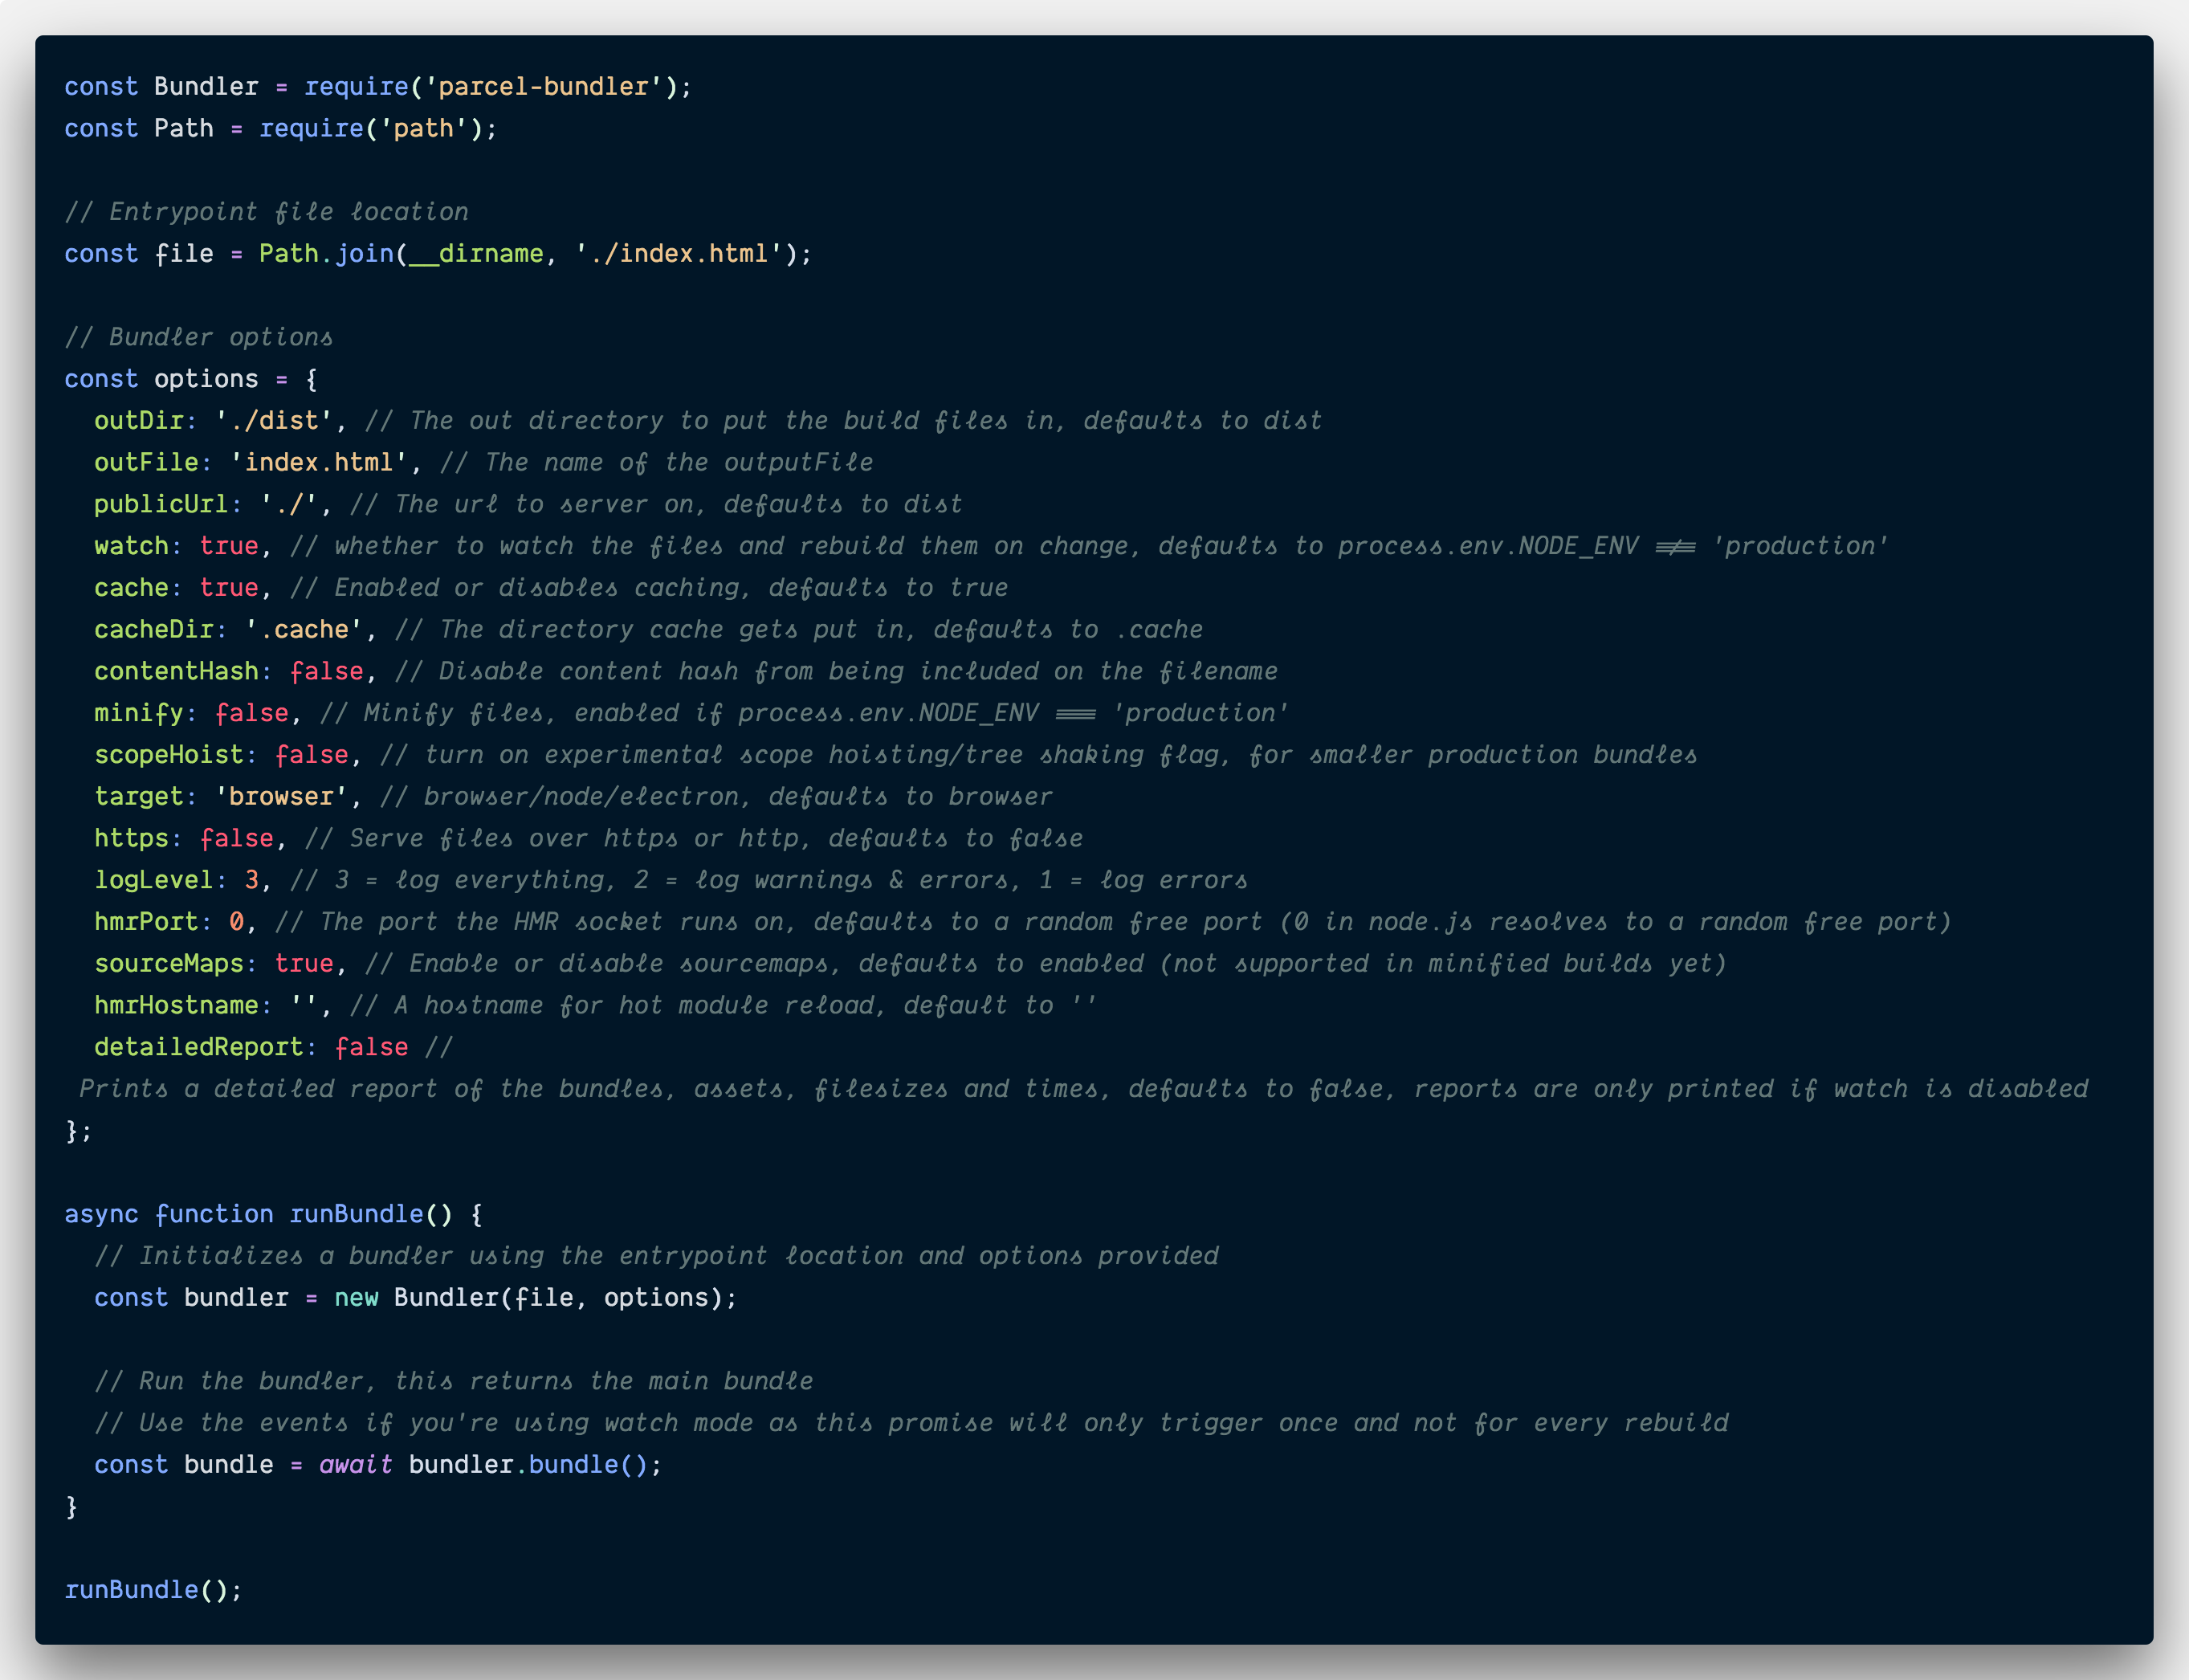 const Bundler = require('parcel-bundler');
const Path = require('path');

// Entrypoint file location
const file = Path.join(__dirname, './index.html');

// Bundler options
const options = {
  outDir: './dist', // The out directory to put the build files in, defaults to dist
  outFile: 'index.html', // The name of the outputFile
  publicUrl: './', // The url to server on, defaults to dist
  watch: true, // whether to watch the files and rebuild them on change, defaults to process.env.NODE_ENV !== 'production'
  cache: true, // Enabled or disables caching, defaults to true
  cacheDir: '.cache', // The directory cache gets put in, defaults to .cache
  contentHash: false, // Disable content hash from being included on the filename
  minify: false, // Minify files, enabled if process.env.NODE_ENV === 'production'
  scopeHoist: false, // turn on experimental scope hoisting/tree shaking flag, for smaller production bundles
  target: 'browser', // browser/node/electron, defaults to browser
  https: false, // Serve files over https or http, defaults to false
  logLevel: 3, // 3 = log everything, 2 = log warnings & errors, 1 = log errors
  hmrPort: 0, // The port the HMR socket runs on, defaults to a random free port (0 in node.js resolves to a random free port)
  sourceMaps: true, // Enable or disable sourcemaps, defaults to enabled (not supported in minified builds yet)
  hmrHostname: '', // A hostname for hot module reload, default to ''
  detailedReport: false //
 Prints a detailed report of the bundles, assets, filesizes and times, defaults to false, reports are only printed if watch is disabled
};

async function runBundle() {
  // Initializes a bundler using the entrypoint location and options provided
  const bundler = new Bundler(file, options);

  // Run the bundler, this returns the main bundle
  // Use the events if you're using watch mode as this promise will only trigger once and not for every rebuild
  const bundle = await bundler.bundle();
}

runBundle();